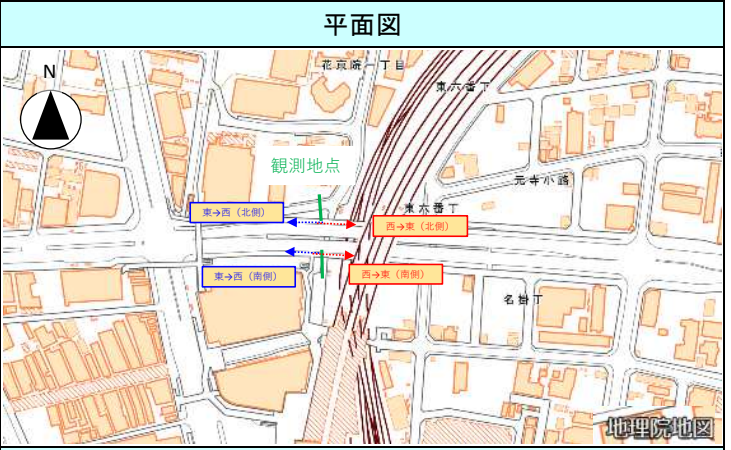 平面図
花京院一丁目
N
東六番丁
観測地点
元寺小路
東→西（北側）
東六番丁
西→東（北側）
東→西（南側）
西→東（南側）
名掛丁
地理院地図